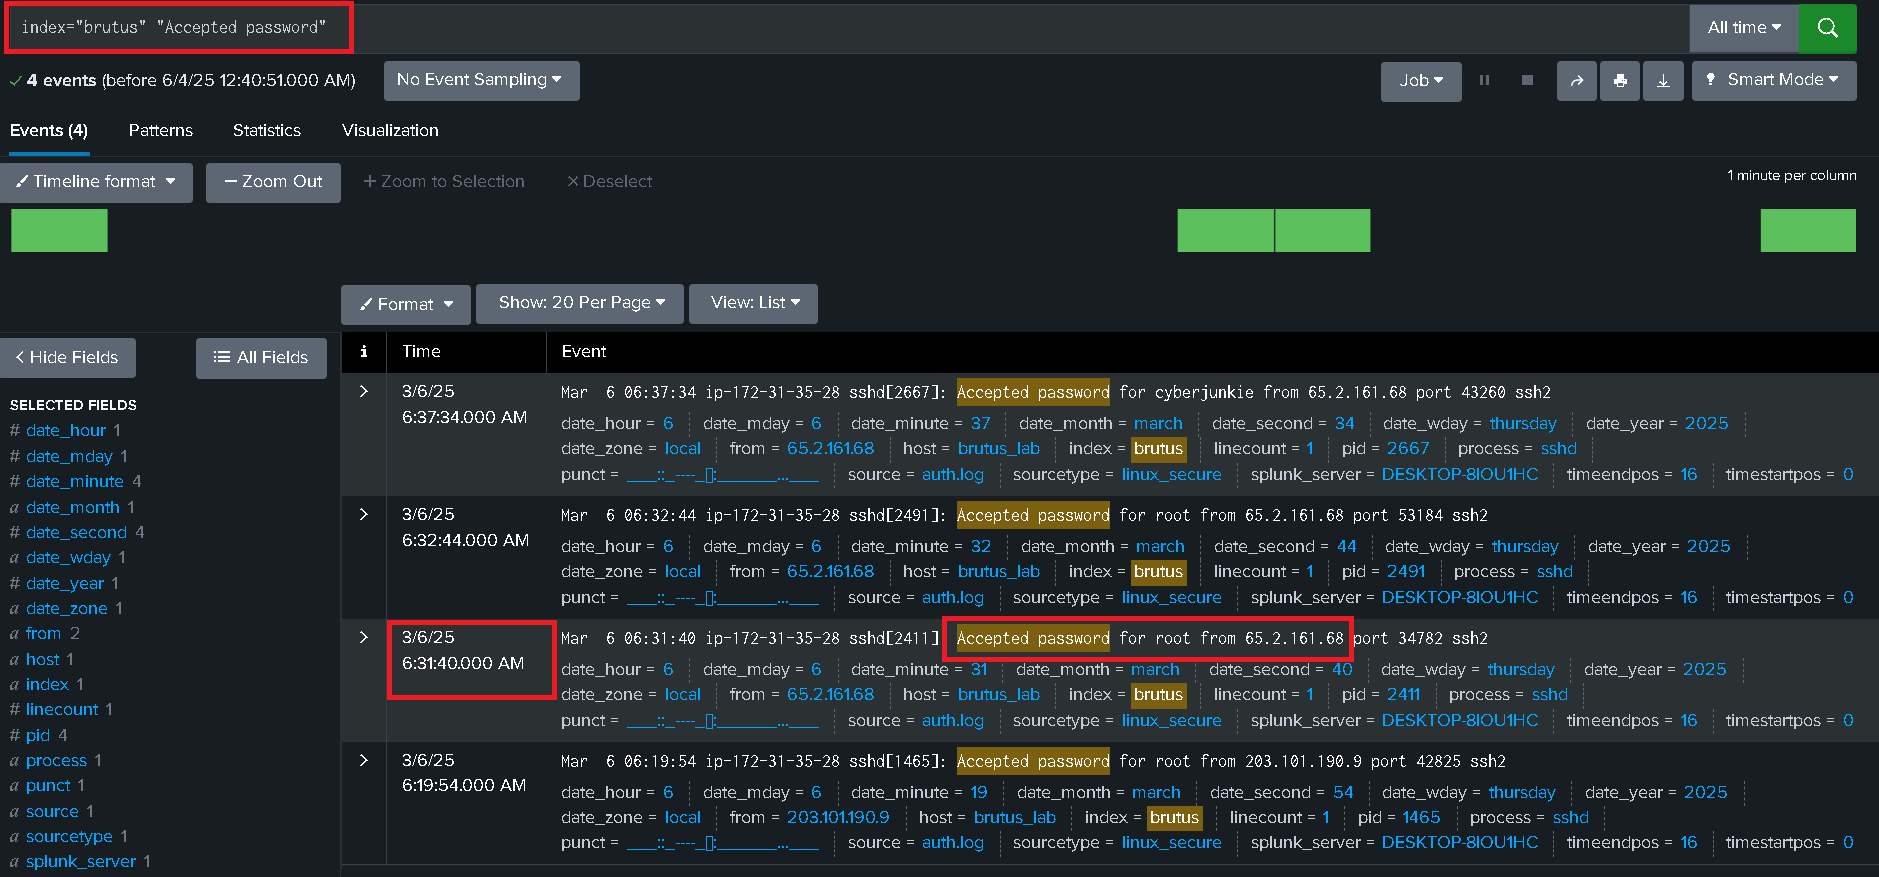 index="brutus" "Accepted password"
All time
4 events (before 6/4/25 12:40:51.000 AM)
No Event Sampling
Job
Smart Mode
Events (4)
Patterns
Statistics
Visualization
Timeline format
— Zoom Out
+ Zoom to Selection
× Deselect
1 minute per column
Format
Show: 20 Per Page
View: List
< Hide Fields
All Fields
i
Time
Event
SELECTED FIELDS
# date_hour 1
# date_mday 1
# date_minute 4
a date_month 1
# date_second 4
a date_wday 1
# date_year 1
a date_zone 1
a from 2
a host 1
a index 1
# linecount 1
# pid 4
a process 1
a punct 1
a source 1
a sourcetype 1
a splunk_server 1
> 3/6/25
6:37:34.000 AM
Mar  6 06:37:34 ip-172-31-35-28 sshd[2667]: Accepted password for cyberjunkie from 65.2.161.68 port 43260 ssh2
date_hour = 6 date_mday = 6 date_minute = 37 date_month = march date_second = 34 date_wday = thursday date_year = 2025
date_zone = local from = 65.2.161.68 host = brutus_lab index = brutus linecount = 1 pid = 2667 process = sshd
punct = ____::_----_[]:_______..._____ source = auth.log sourcetype = linux_secure splunk_server = DESKTOP-8IOU1HC timeendpos = 16 timestartpos = 0
> 3/6/25
6:32:44.000 AM
Mar  6 06:32:44 ip-172-31-35-28 sshd[2491]: Accepted password for root from 65.2.161.68 port 53184 ssh2
date_hour = 6 date_mday = 6 date_minute = 32 date_month = march date_second = 44 date_wday = thursday date_year = 2025
date_zone = local from = 65.2.161.68 host = brutus_lab index = brutus linecount = 1 pid = 2491 process = sshd
punct = ____::_----_[]:_______..._____ source = auth.log sourcetype = linux_secure splunk_server = DESKTOP-8IOU1HC timeendpos = 16 timestartpos = 0
> 3/6/25
6:31:40.000 AM
Mar  6 06:31:40 ip-172-31-35-28 sshd[2411] Accepted password for root from 65.2.161.68 port 34782 ssh2
date_hour = 6 date_mday = 6 date_minute = 31 date_month = march date_second = 40 date_wday = thursday date_year = 2025
date_zone = local from = 65.2.161.68 host = brutus_lab index = brutus linecount = 1 pid = 2411 process = sshd
punct = ____::_----_[]:_______..._____ source = auth.log sourcetype = linux_secure splunk_server = DESKTOP-8IOU1HC timeendpos = 16 timestartpos = 0
> 3/6/25
6:19:54.000 AM
Mar  6 06:19:54 ip-172-31-35-28 sshd[1465]: Accepted password for root from 203.101.190.9 port 42825 ssh2
date_hour = 6 date_mday = 6 date_minute = 19 date_month = march date_second = 54 date_wday = thursday date_year = 2025
date_zone = local from = 203.101.190.9 host = brutus_lab index = brutus linecount = 1 pid = 1465 process = sshd
punct = ____::_----_[]:_______..._____ source = auth.log sourcetype = linux_secure splunk_server = DESKTOP-8IOU1HC timeendpos = 16 timestartpos = 0